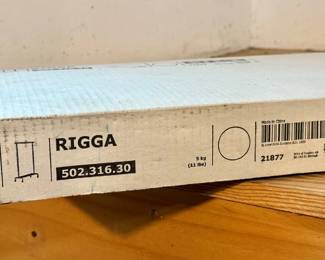 RIGGA
502.316.30
5 kg
(11 lbs)
Made in China
21877